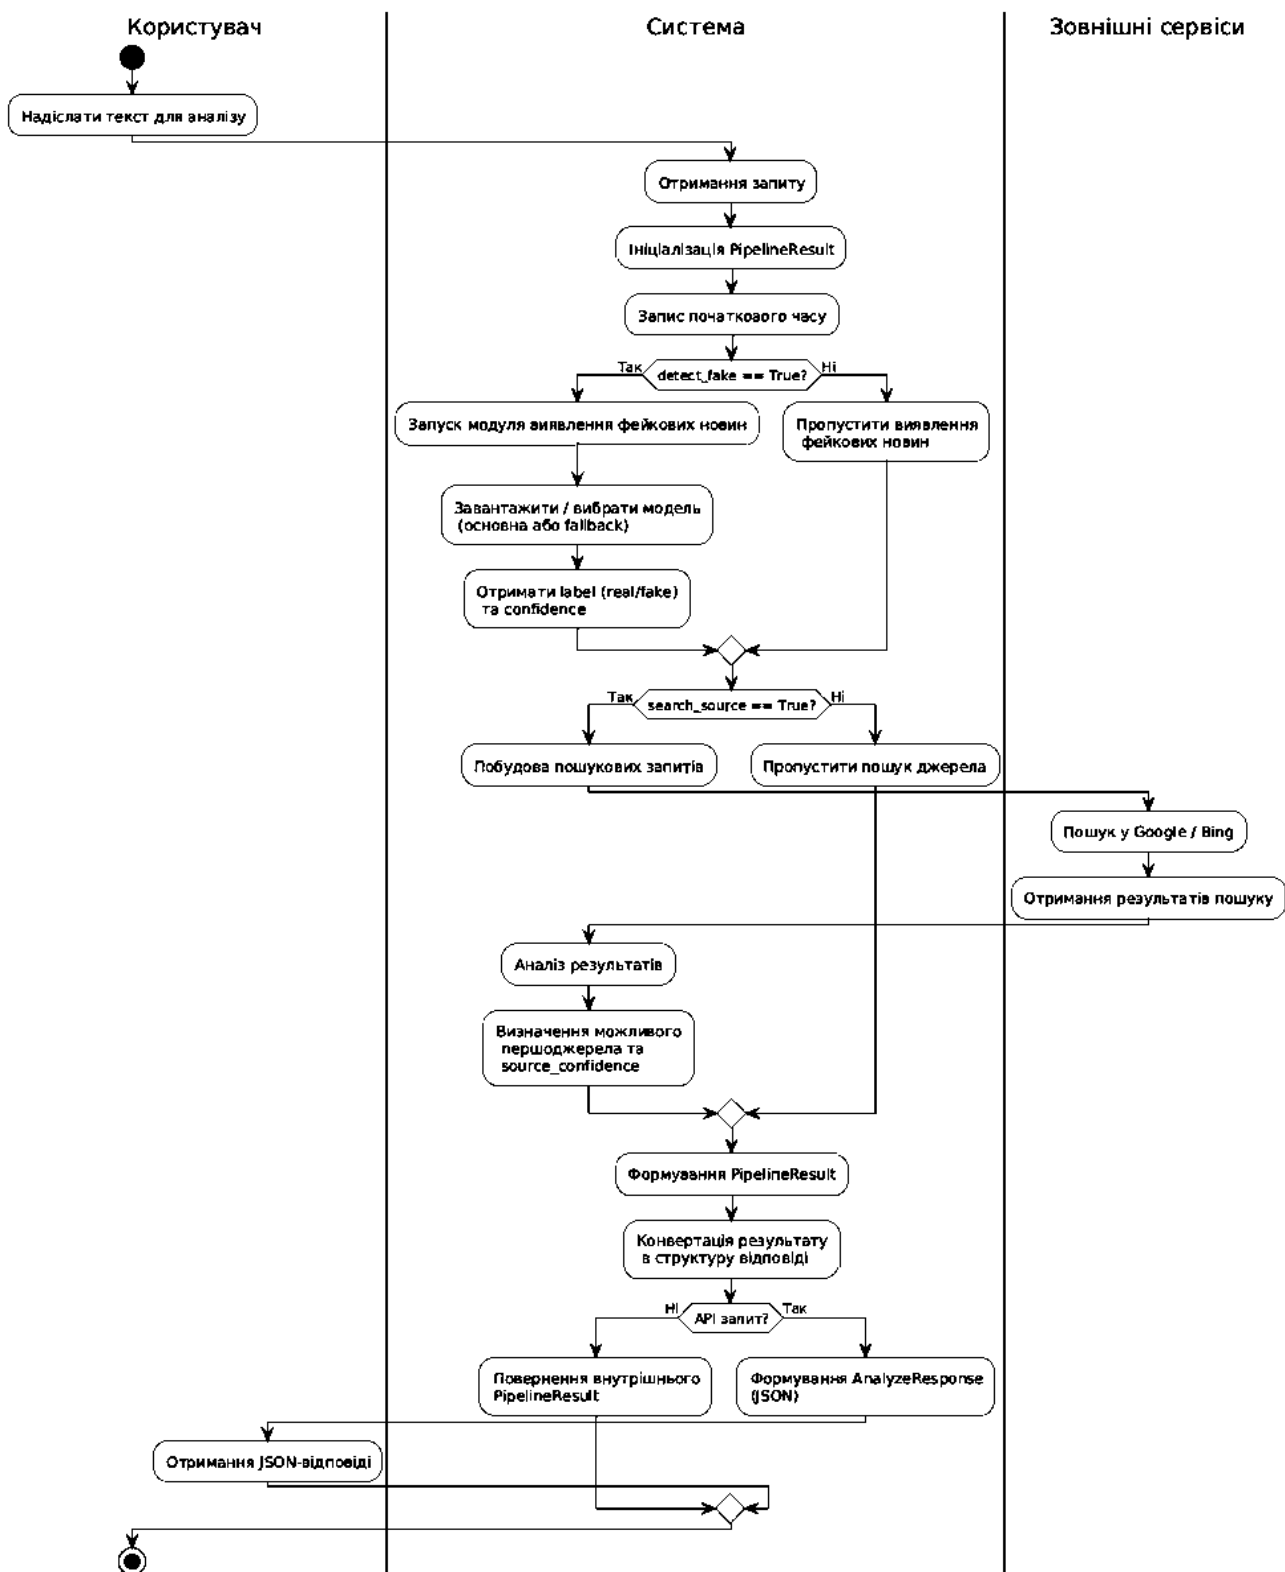 Користувач
Система
Зовнішні сервіси
Надіслати текст для аналізу
Отримання запиту
Ініціалізація PipelineResult
Запис початкового часу
Так
detect_fake == True?
Ні
Запуск модуля виявлення фейкових новин
Пропустити виявлення
фейкових новин
Завантажити / вибрати модель
(основна або fallback)
Отримати label (real/fake)
та confidence
Так
search_source == True?
Ні
Побудова пошукових запитів
Пропустити пошук джерела
Пошук у Google / Bing
Отримання результатів пошуку
Аналіз результатів
Визначення можливого
першоджерела та
source_confidence
Формування PipelineResult
Конвертація результату
в структуру відповіді
Ні
API запит?
Так
Повернення внутрішнього
PipelineResult
Формування AnalyzeResponse
(JSON)
Отримання JSON-відповіді